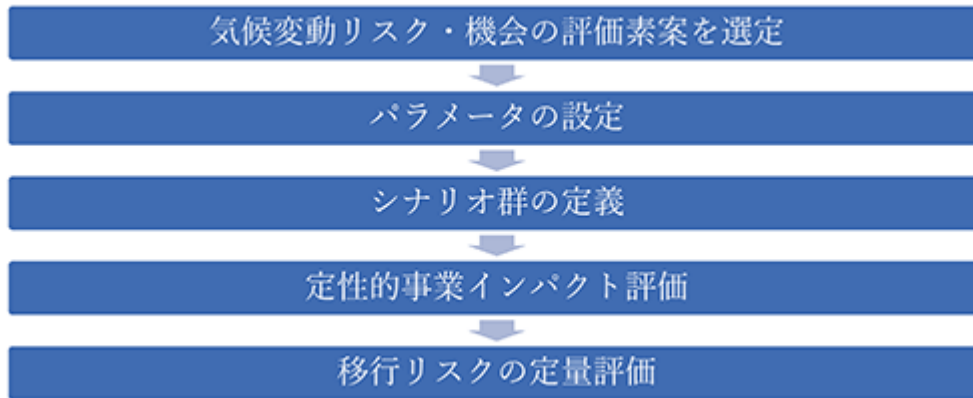 気候変動リスク・機会の評価素案を選定
パラメータの設定
シナリオ群の定義
定性的事業インパクト評価
移行リスクの定量評価